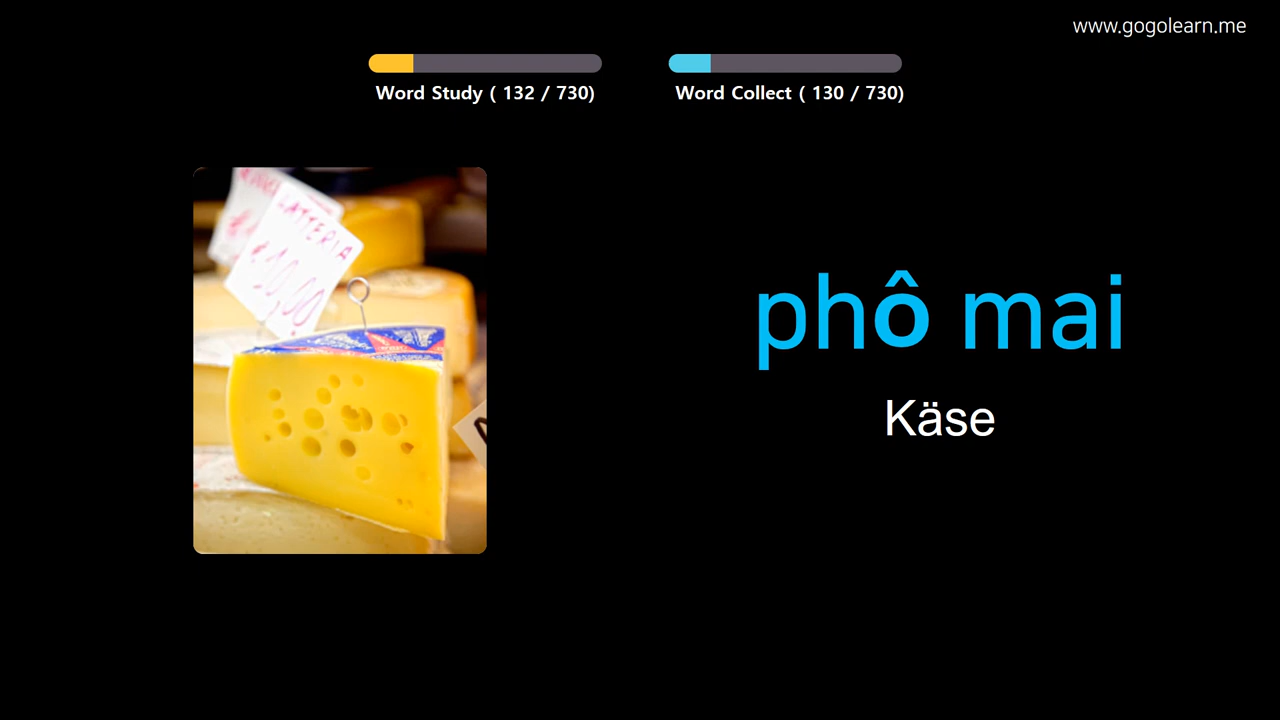 www.gogolearn.me
Word Study ( 132 / 730)
Word Collect ( 130 / 730)
LATTERIA
phô mai
Käse